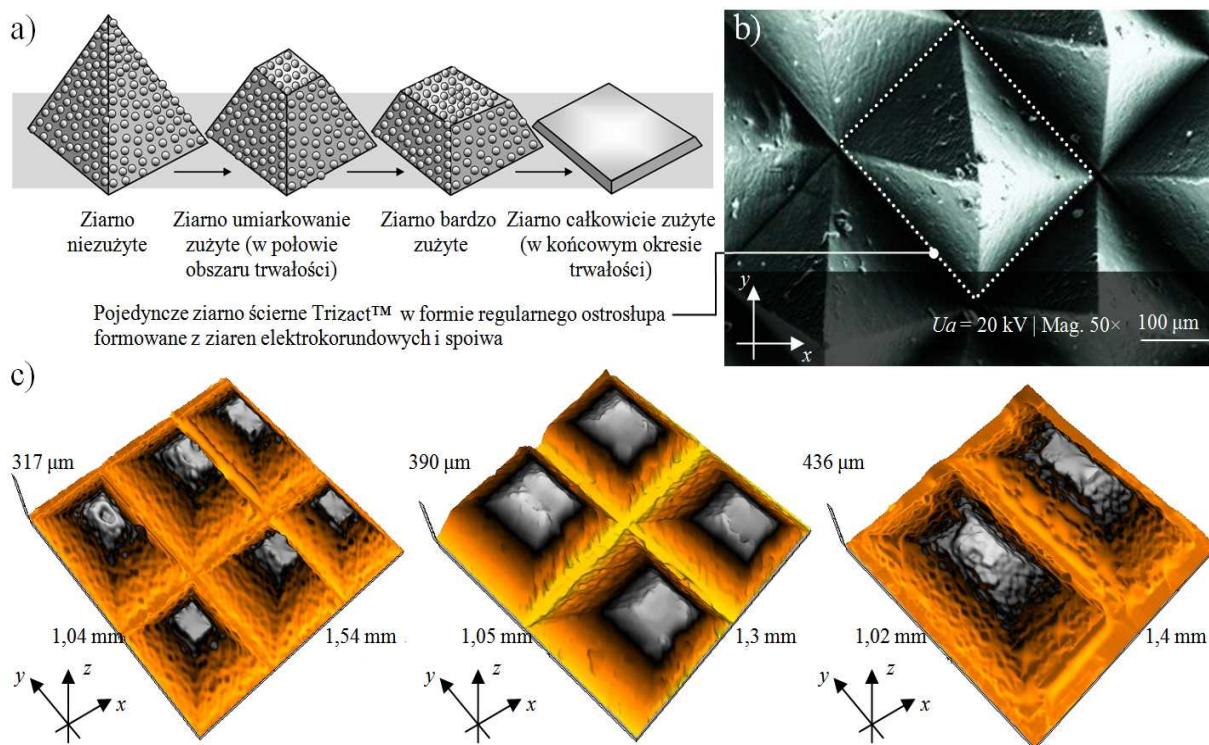 a)
Ziarno
niezużyte
Ziarno umiarkowanie
zużyte (w połowie
obszaru trwałości)
Ziarno bardzo
zużyte
Ziarno całkowicie zużyte
(w końcowym okresie
trwałości)
Pojedyncze ziarno ścierne Trizact™ w formie regularnego ostrosłupa
formowane z ziaren elektrokorundowych i spoiwa
b)
y
x
Ua = 20 kV | Mag. 50×
100 μm
c)
317 μm
1,04 mm
1,54 mm
y
z
x
390 μm
1,05 mm
1,3 mm
y
z
x
436 μm
1,02 mm
1,4 mm
y
z
x